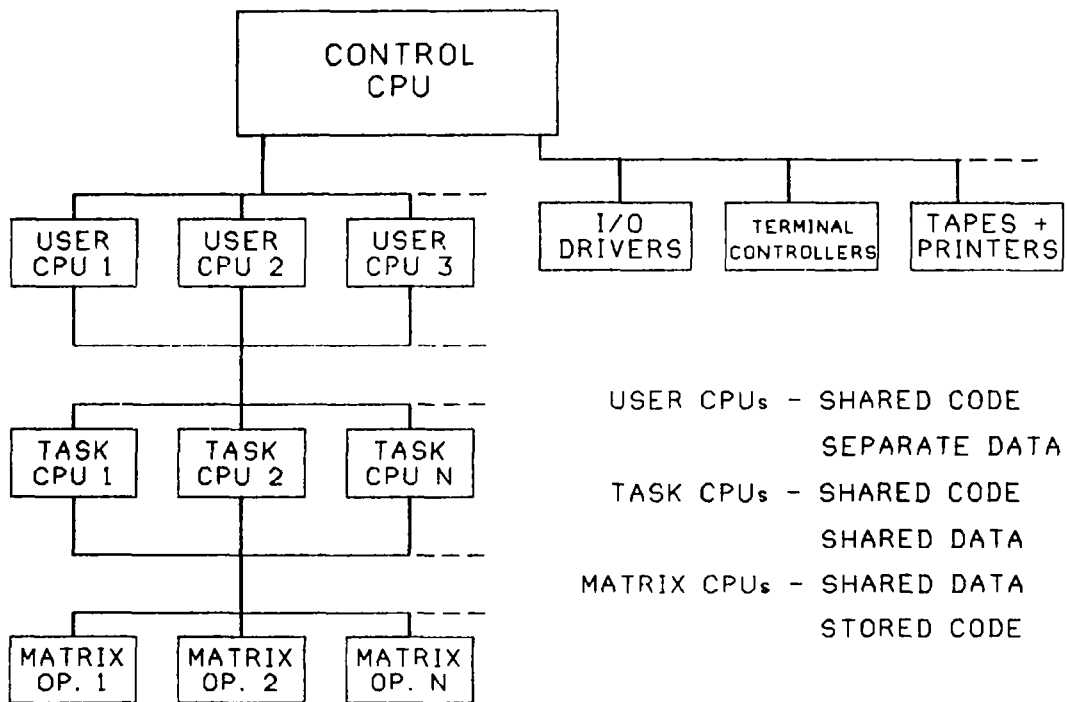 CONTROL
CPU
USER
CPU 1
USER
CPU 2
USER
CPU 3
I/O
DRIVERS
TERMINAL
CONTROLLERS
TAPES +
PRINTERS
TASK
CPU 1
TASK
CPU 2
TASK
CPU N
MATRIX
OP. 1
MATRIX
OP. 2
MATRIX
OP. N
USER CPUs - SHARED CODE
SEPARATE DATA
TASK CPUs - SHARED CODE
SHARED DATA
MATRIX CPUs - SHARED DATA
STORED CODE